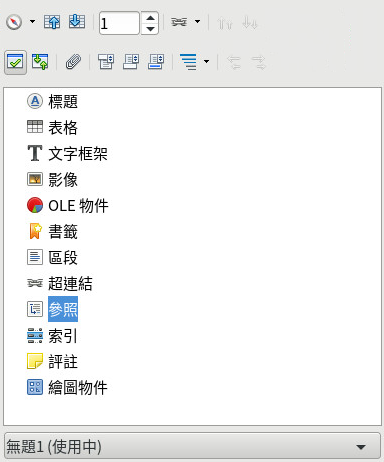 1
標題
表格
文字框架
影像
OLE 物件
書籤
區段
超連結
參照
索引
評註
繪圖物件
無題1 (使用中)